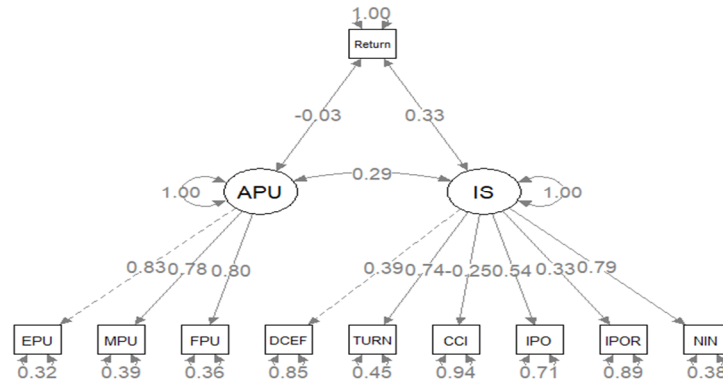 1.00
Return
-0.03 0.33
0.29
1.00 APU IS 1.00
0.83 0.78 0.80 0.39 0.74 -0.25 0.54 0.33 0.79
EPU MPU FPU DCEF TURN CCI IPO IPOR NIN
0.32 0.39 0.36 0.85 0.45 0.94 0.71 0.89 0.38